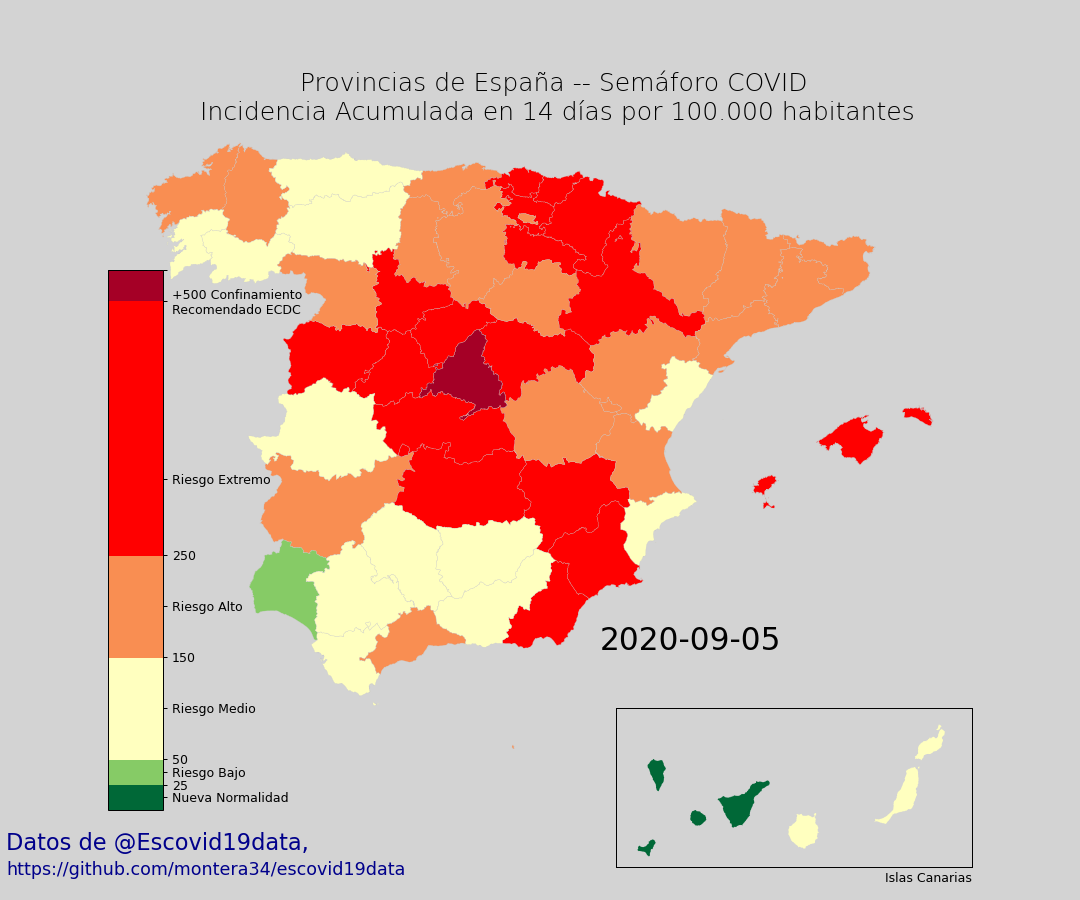 Provincias de España -- Semáforo COVID
Incidencia Acumulada en 14 días por 100.000 habitantes
+500 Confinamiento
Recomendado ECDC
Riesgo Extremo
250
Riesgo Alto
150
Riesgo Medio
50
Riesgo Bajo
25
Nueva Normalidad
2020-09-05
Islas Canarias
Datos de @Escovid19data,
https://github.com/montera34/escovid19data